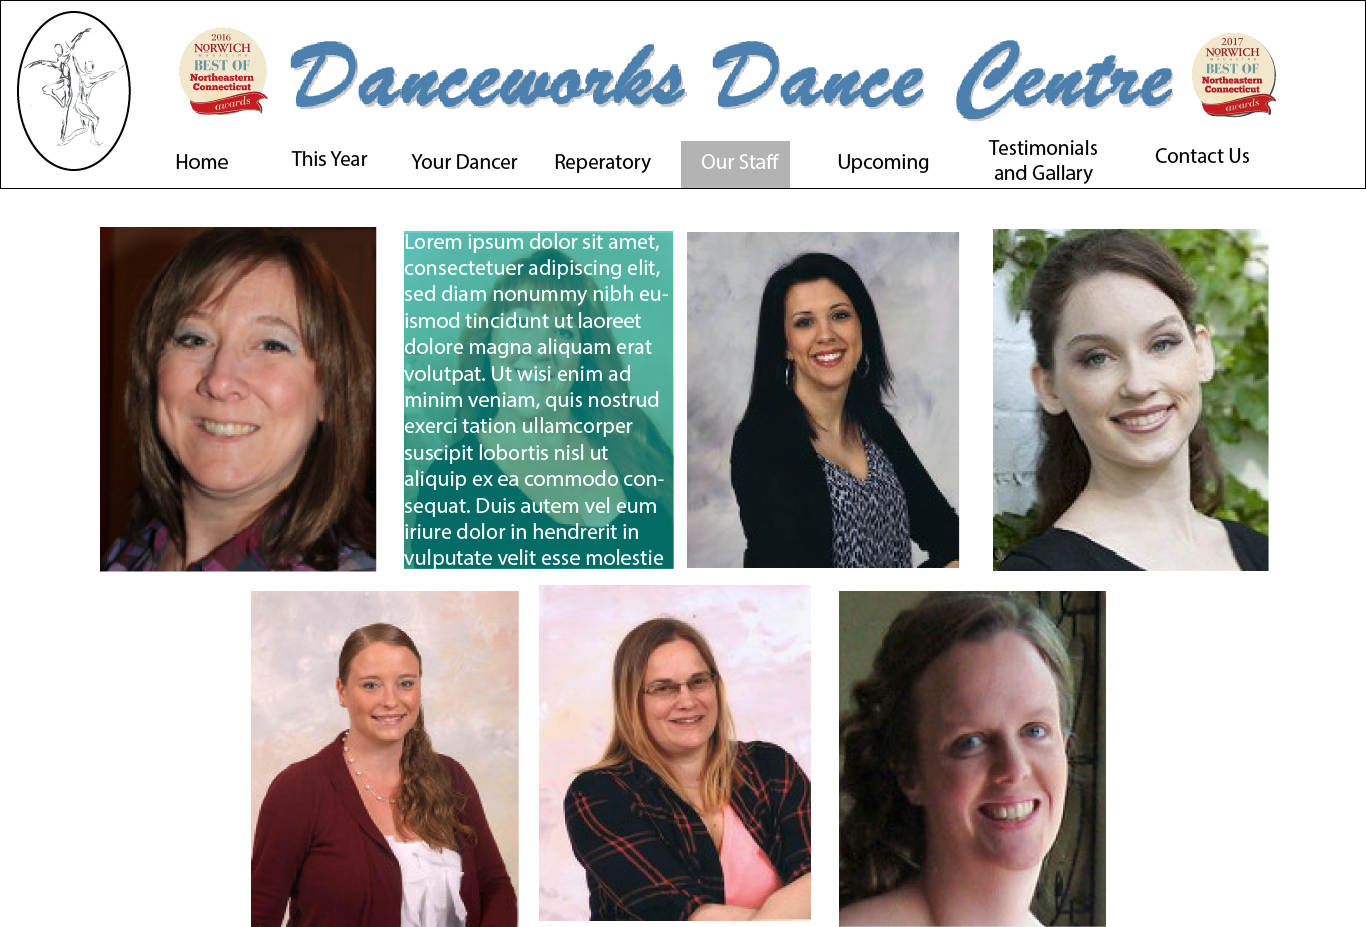 2016
NORWICH
MAGAZINE
BEST OF
Northeastern
Connecticut
awards
Danceworks Dance Centre
2017
NORWICH
MAGAZINE
BEST OF
Northeastern
Connecticut
awards
Home
This Year
Your Dancer
Reperatory
Our Staff
Upcoming
Testimonials
and Gallary
Contact Us
Lorem ipsum dolor sit amet,
consectetuer adipiscing elit,
sed diam nonummy nibh eu-
ismod tincidunt ut laoreet
dolore magna aliquam erat
volutpat. Ut wisi enim ad
minim veniam, quis nostrud
exerci tation ullamcorper
suscipit lobortis nisl ut
aliquip ex ea commodo con-
sequat. Duis autem vel eum
iriure dolor in hendrerit in
vulputate velit esse molestie